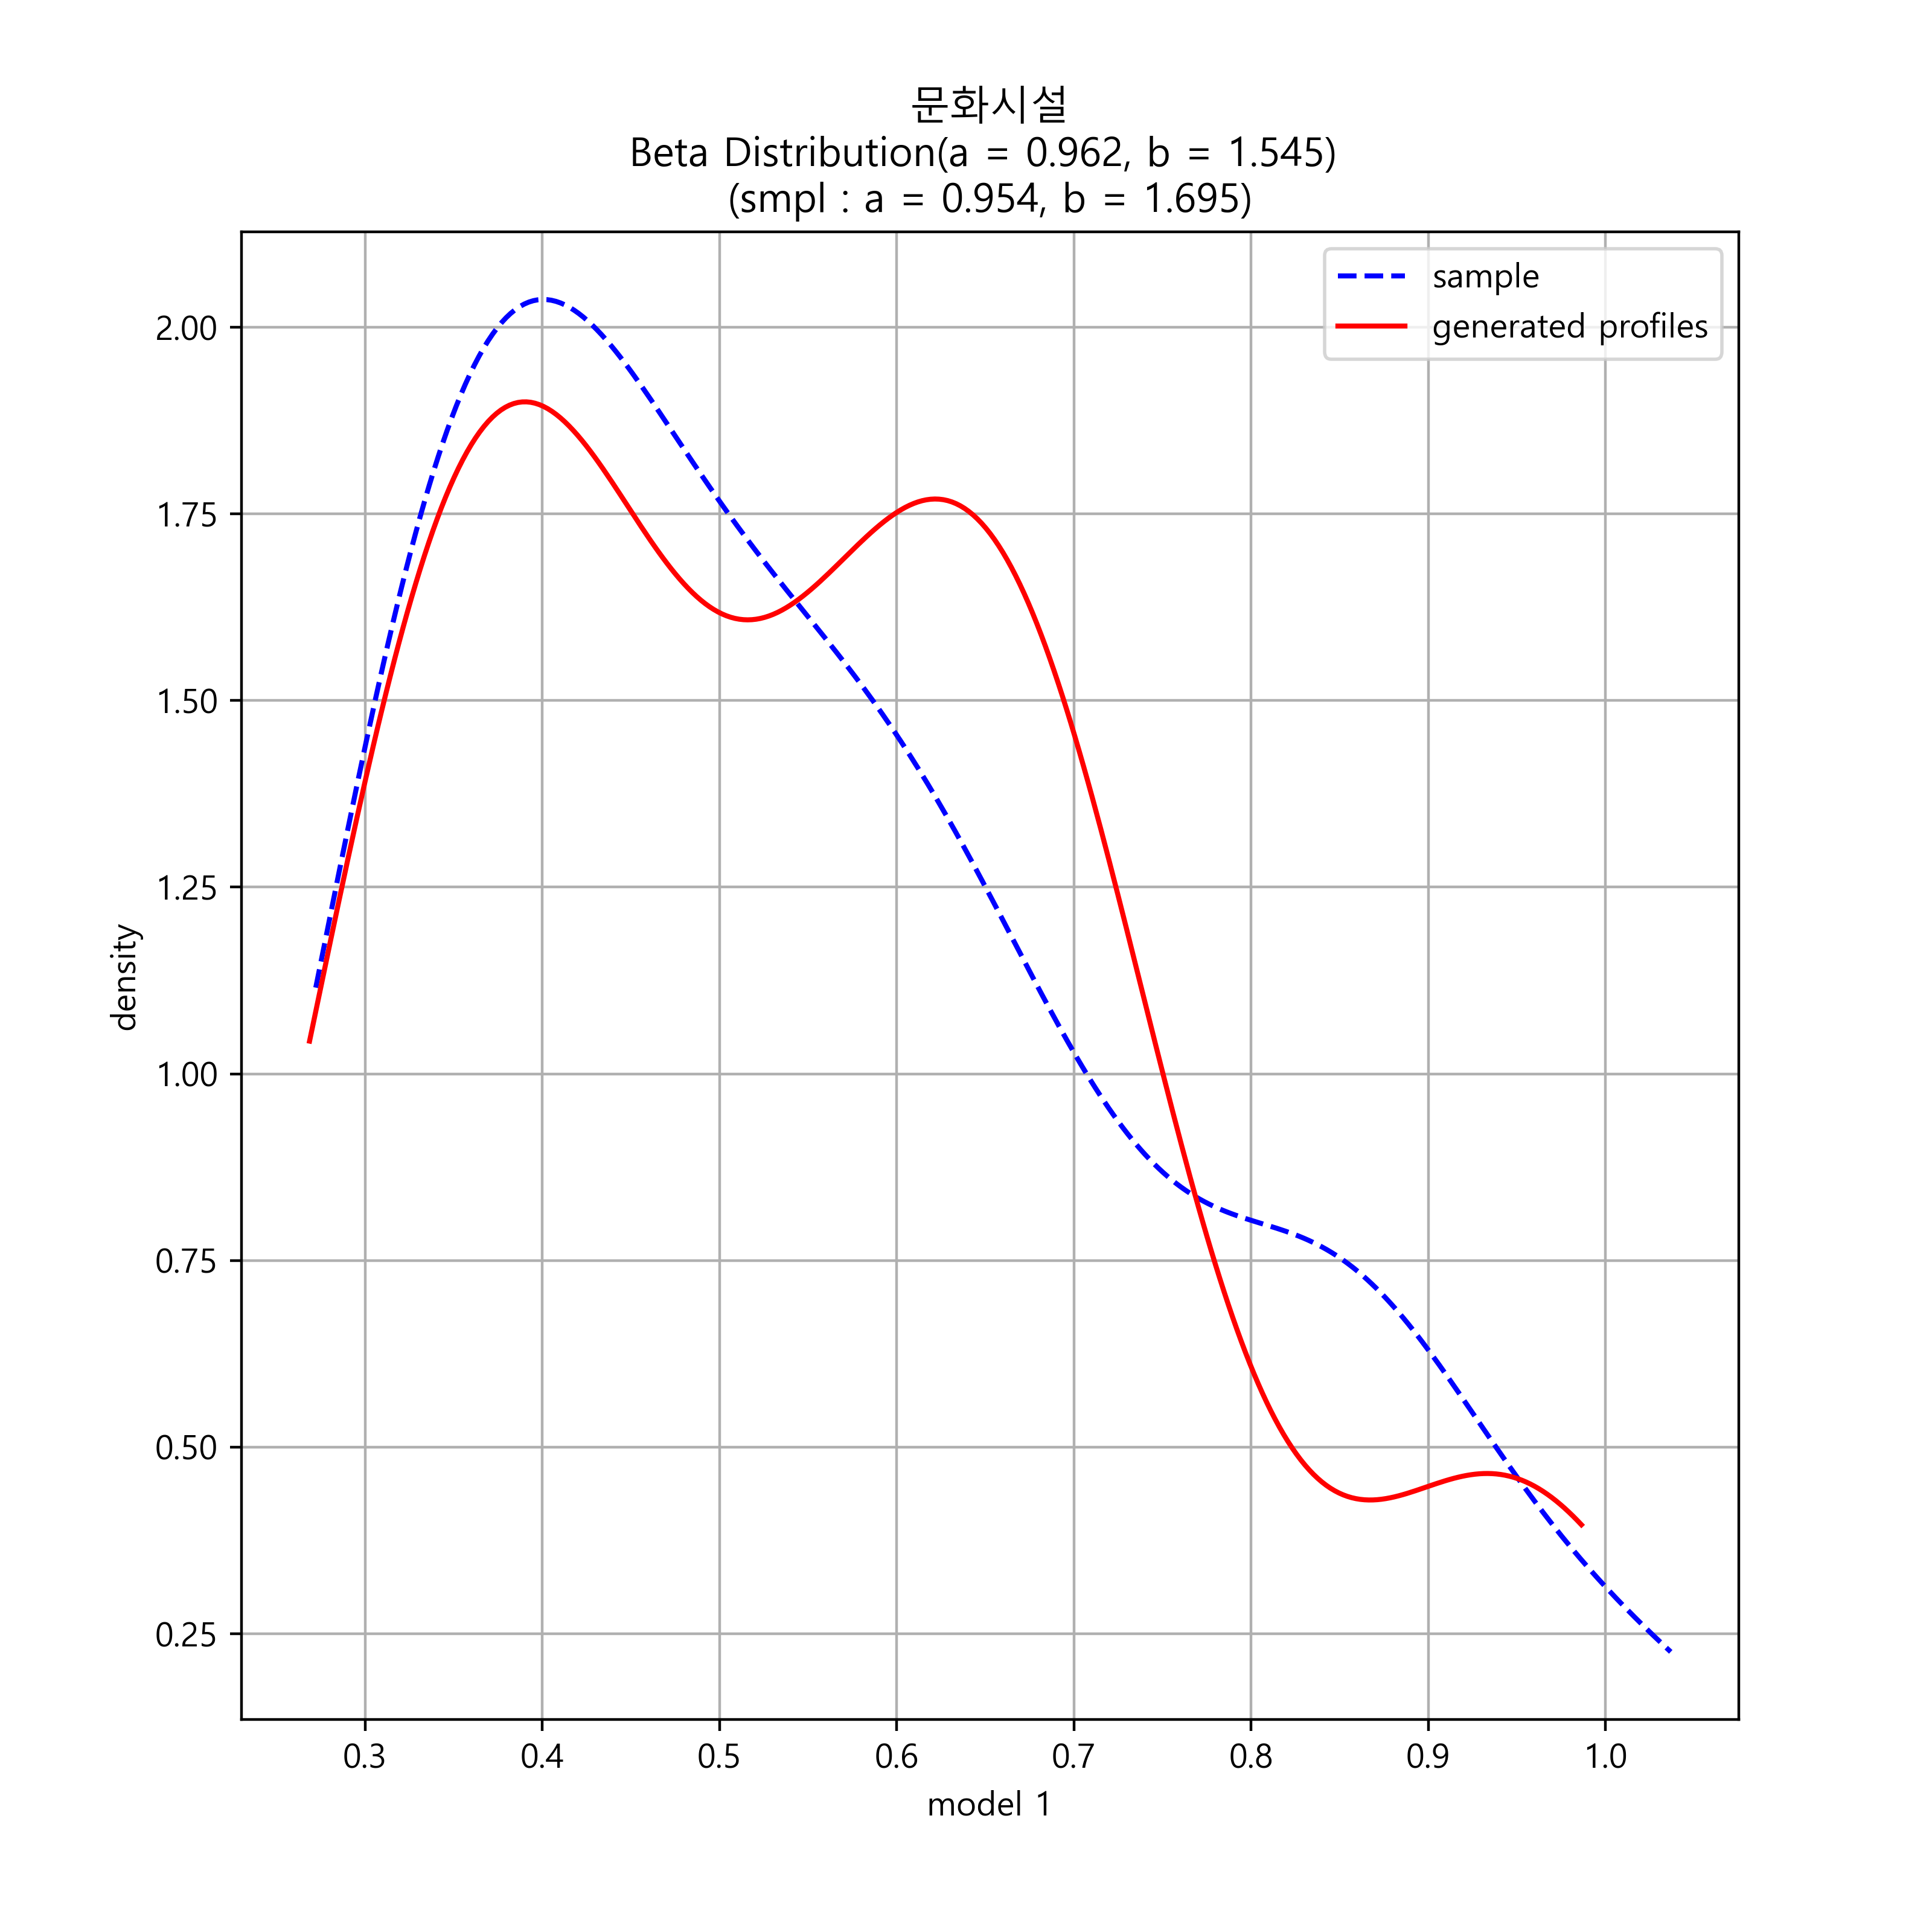 문화시설
Beta Distribution(a = 0.962, b = 1.545)
(smpl : a = 0.954, b = 1.695)
sample
generated profiles
2.00
1.75
1.50
1.25
1.00
0.75
0.50
0.25
density
0.3 0.4 0.5 0.6 0.7 0.8 0.9 1.0
model 1